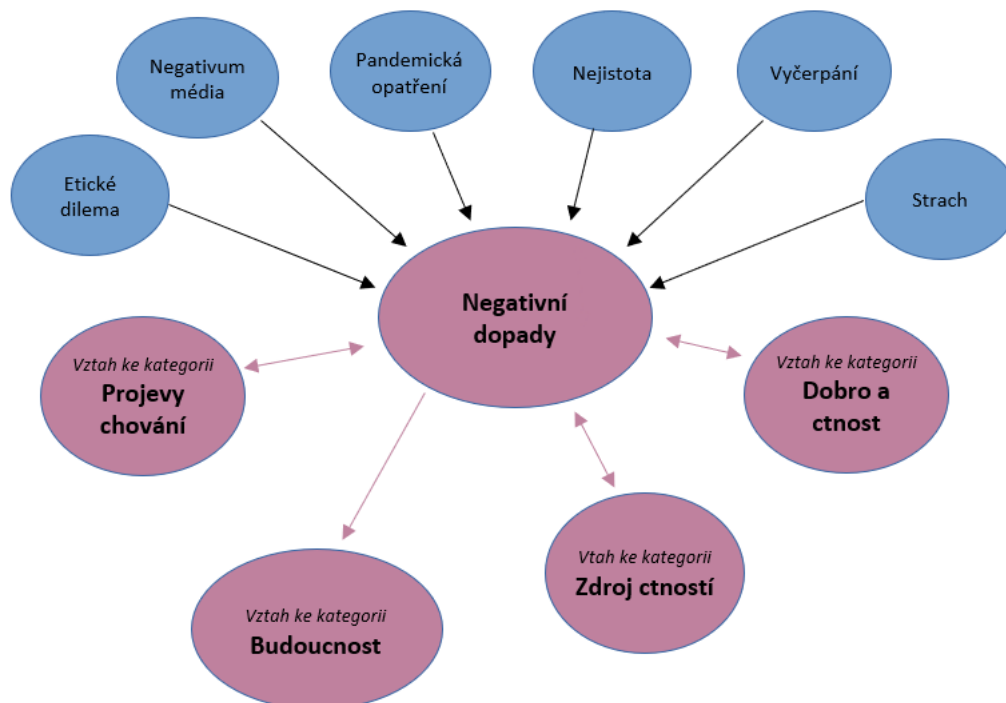 Negativum
média
Pandemická
opatření
Nejistota
Vyčerpání
Etické
dilema
Strach
Negativní
dopady
Vztah ke kategorii
Projevy
chování
Vztah ke kategorii
Dobro a
ctnost
Vtah ke kategorii
Zdroj ctností
Vztah ke kategorii
Budoucnost